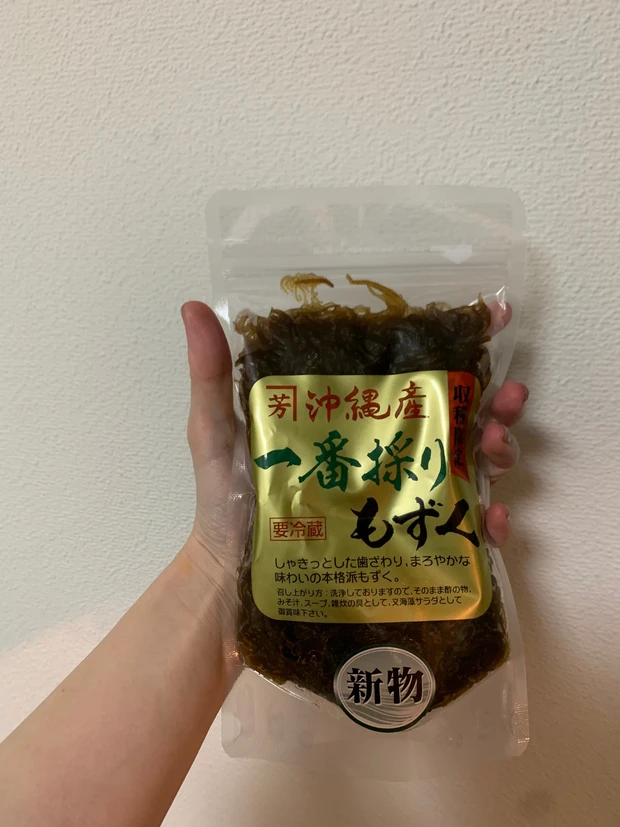 芳 沖縄産
収穫限定
一番採り
もずく
要冷蔵
しゃきっとした歯ざわり、まろやかな
味わいの本格派もずく。
召し上がり方：洗浄しておりますので、そのまま酢の物、
みそ汁、スープ、雑炊の具として、又海藻サラダとして
御賞味下さい。
新物